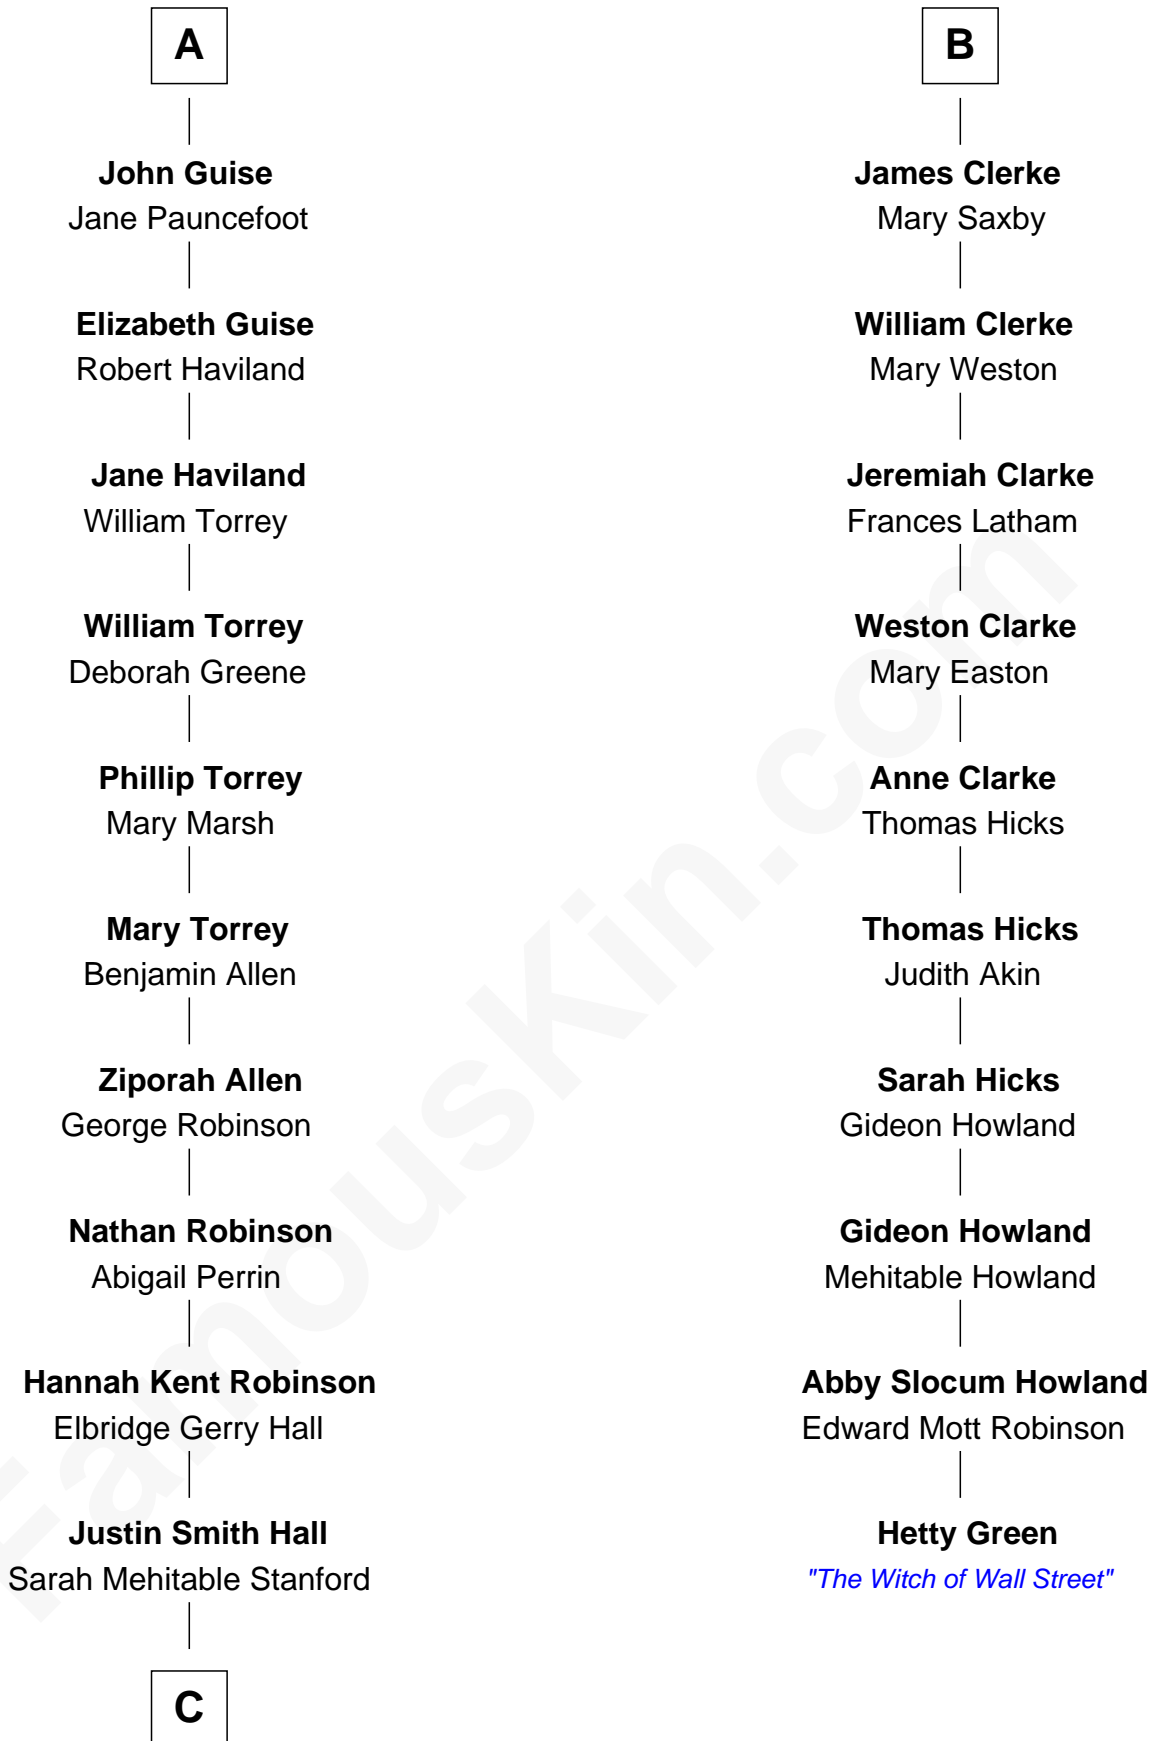 A
John Guise
Jane Pauncefoot
Elizabeth Guise
Robert Haviland
Jane Haviland
William Torrey
William Torrey
Deborah Greene
Phillip Torrey
Mary Marsh
Mary Torrey
Benjamin Allen
Ziporah Allen
George Robinson
Nathan Robinson
Abigail Perrin
Hannah Kent Robinson
Elbridge Gerry Hall
Justin Smith Hall
Sarah Mehitable Stanford
C
B
James Clerke
Mary Saxby
William Clerke
Mary Weston
Jeremiah Clarke
Frances Latham
Weston Clarke
Mary Easton
Anne Clarke
Thomas Hicks
Thomas Hicks
Judith Akin
Sarah Hicks
Gideon Howland
Gideon Howland
Mehitable Howland
Abby Slocum Howland
Edward Mott Robinson
Hetty Green
"The Witch of Wall Street"
FamousKin.com